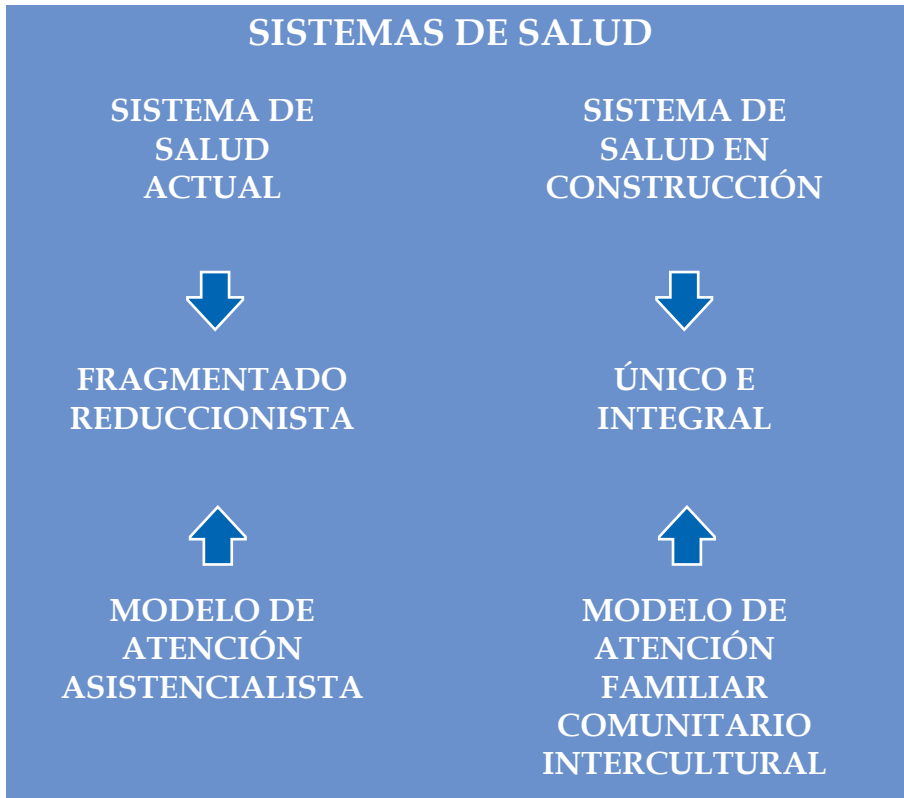 SISTEMAS DE SALUD
SISTEMA DE
SALUD
ACTUAL
SISTEMA DE
SALUD EN
CONSTRUCCIÓN
FRAGMENTADO
REDUCCIONISTA
ÚNICO E
INTEGRAL
MODELO DE
ATENCIÓN
ASISTENCIALISTA
MODELO DE
ATENCIÓN
FAMILIAR
COMUNITARIO
INTERCULTURAL